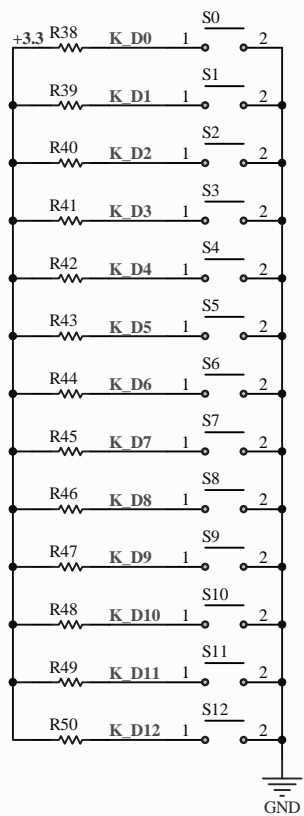 S0
+3.3 R38 K_D0 1 2
S1
R39 K_D1 1 2
S2
R40 K_D2 1 2
S3
R41 K_D3 1 2
S4
R42 K_D4 1 2
S5
R43 K_D5 1 2
S6
R44 K_D6 1 2
S7
R45 K_D7 1 2
S8
R46 K_D8 1 2
S9
R47 K_D9 1 2
S10
R48 K_D10 1 2
S11
R49 K_D11 1 2
S12
R50 K_D12 1 2
GND